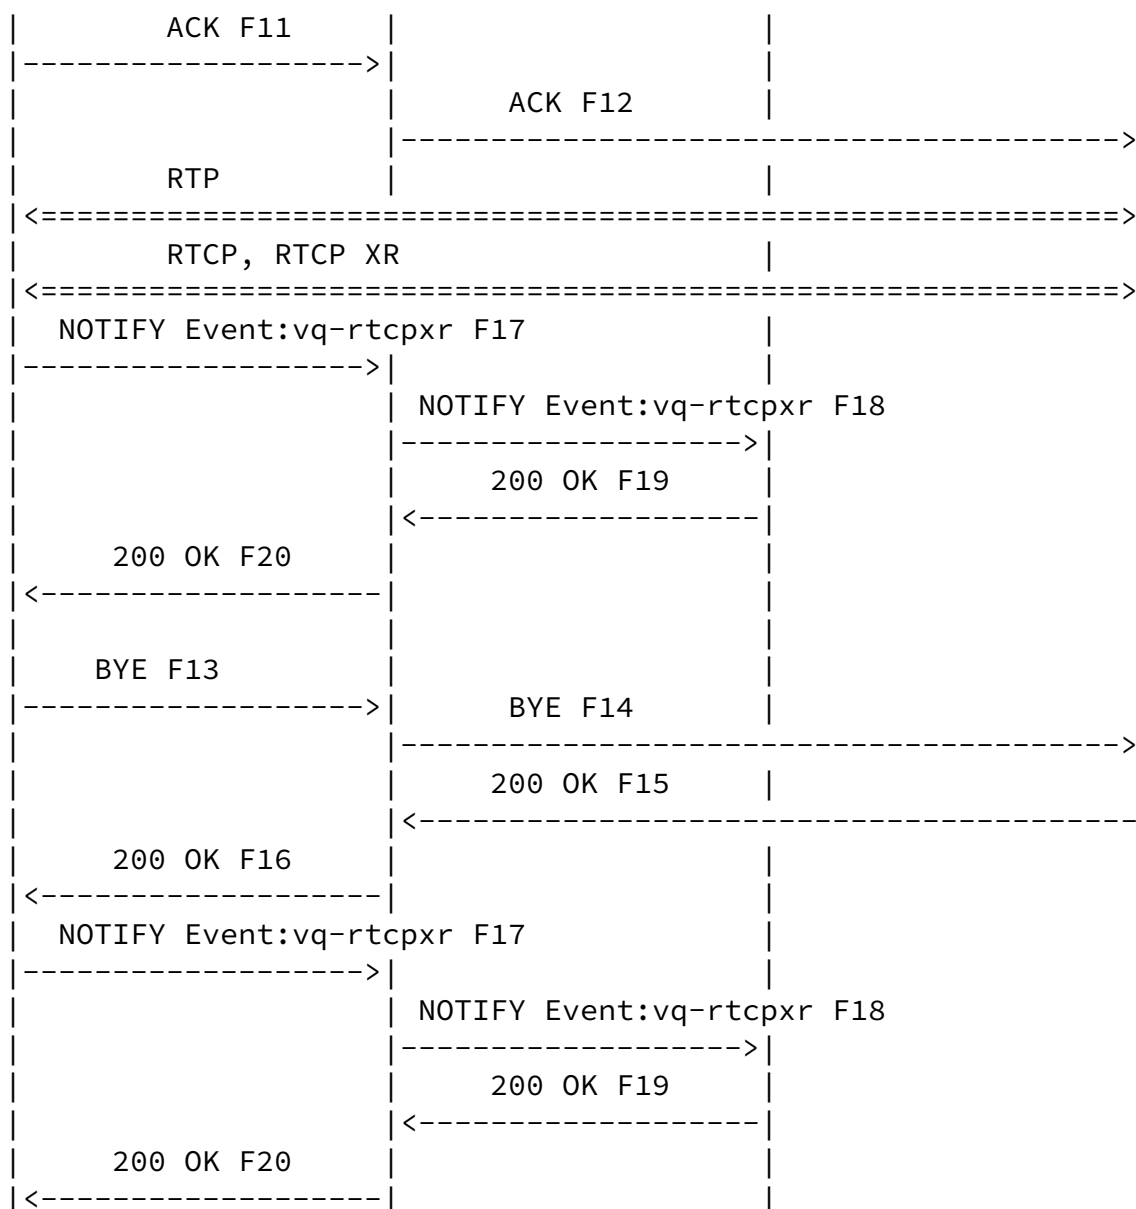 ACK F11
ACK F12
RTP
RTCP, RTCP XR
NOTIFY Event:vq-rtcpxr F17
NOTIFY Event:vq-rtcpxr F18
200 OK F19
200 OK F20
BYE F13
BYE F14
200 OK F15
200 OK F16
NOTIFY Event:vq-rtcpxr F17
NOTIFY Event:vq-rtcpxr F18
200 OK F19
200 OK F20